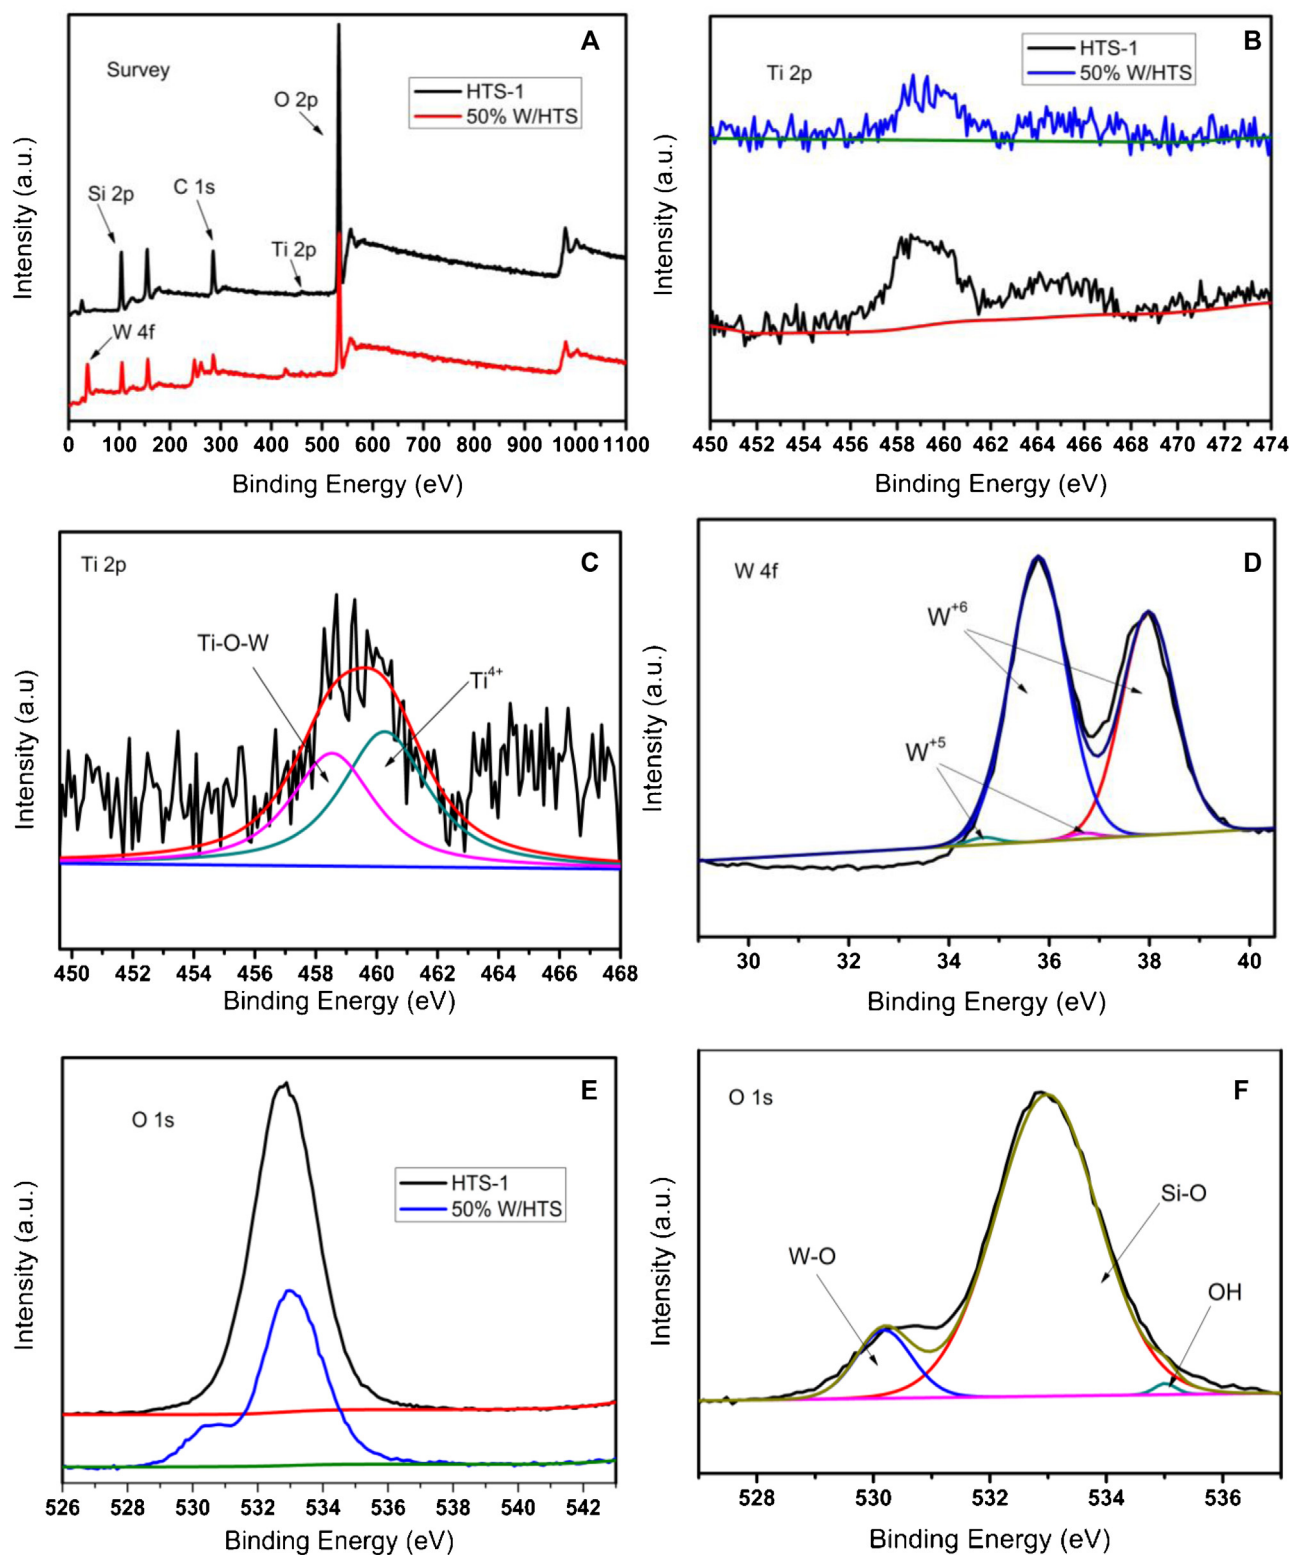 A
Survey
HTS-1
50% W/HTS
O 2p
Si 2p
C 1s
Ti 2p
W 4f
Intensity (a.u.)
0 100 200 300 400 500 600 700 800 900 1000 1100
Binding Energy (eV)
B
Ti 2p
HTS-1
50% W/HTS
Intensity (a.u.)
450 452 454 456 458 460 462 464 466 468 470 472 474
Binding Energy (eV)
C
Ti 2p
Ti-O-W
Ti4+
Intensity (a.u)
450 452 454 456 458 460 462 464 466 468
Binding Energy (eV)
D
W 4f
W+6
W+5
Intensity (a.u.)
30 32 34 36 38 40
Binding Energy (eV)
E
O 1s
HTS-1
50% W/HTS
Intensity (a.u.)
526 528 530 532 534 536 538 540 542
Binding Energy (eV)
F
O 1s
Si-O
W-O
OH
Intensity (a.u.)
528 530 532 534 536
Binding Energy (eV)